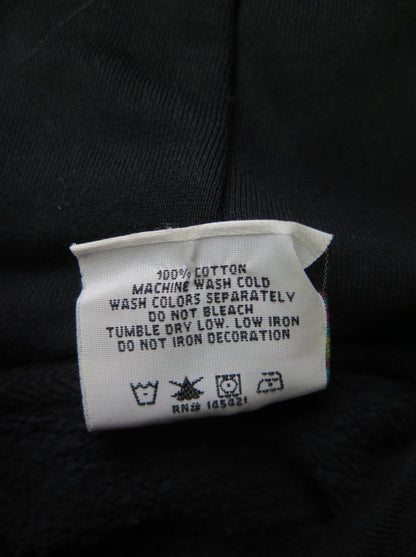 100% COTTON
MACHINE WASH COLD
WASH COLORS SEPARATELY
DO NOT BLEACH
TUMBLE DRY LOW. LOW IRON
DO NOT IRON DECORATION
RN# 145421